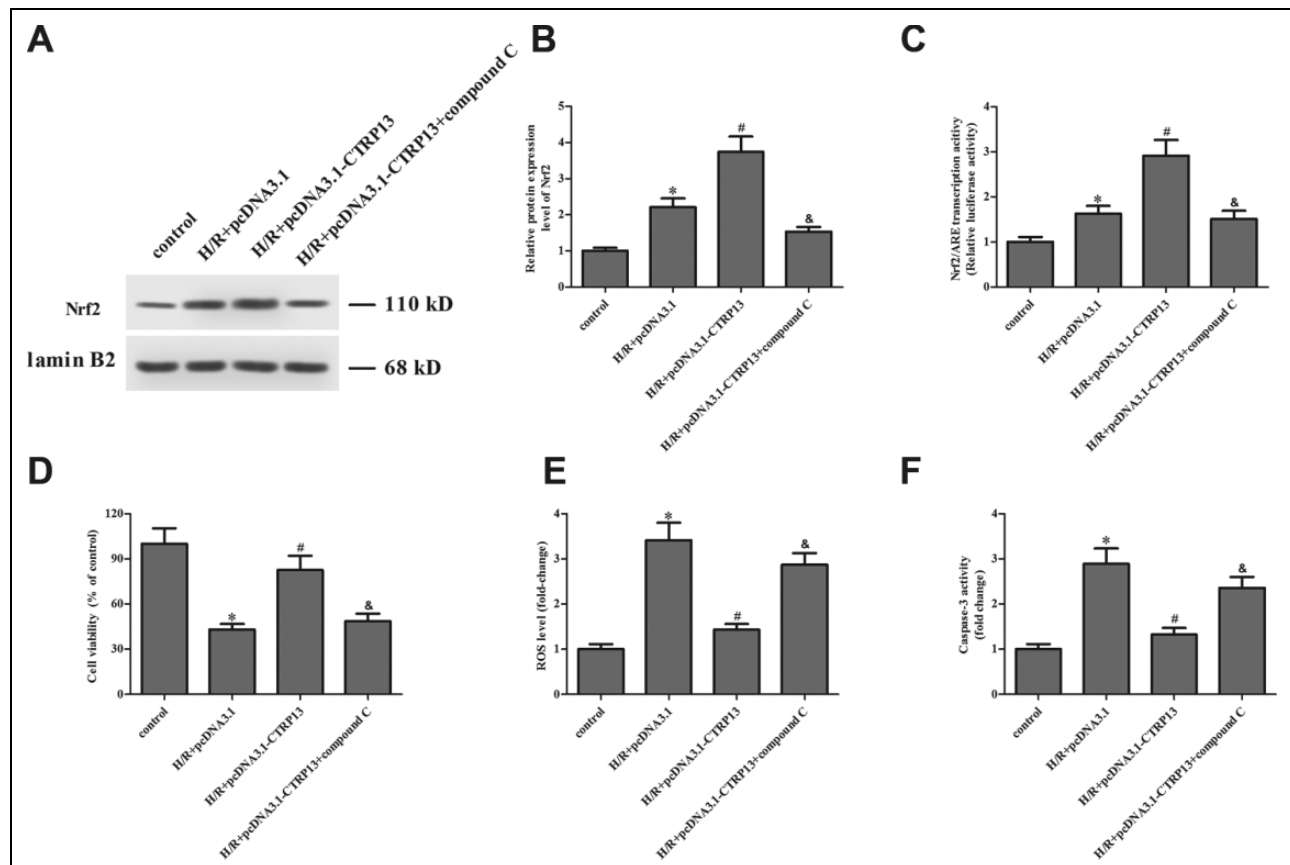 A
control
H/R+pcDNA3.1
H/R+pcDNA3.1-CTRP13
H/R+pcDNA3.1-CTRP13+compound C
Nrf2
110 kD
lamin B2
68 kD
B
Relative protein expression
level of Nrf2
5
4
3
2
1
0
*
#
&
control
H/R+pcDNA3.1
H/R+pcDNA3.1-CTRP13
H/R+pcDNA3.1-CTRP13+compound C
C
Nrf2/ARE transcription acitivy
(Relative luciferase activity)
4
3
2
1
0
*
#
&
control
H/R+pcDNA3.1
H/R+pcDNA3.1-CTRP13
H/R+pcDNA3.1-CTRP13+compound C
D
Cell viability (% of control)
120
90
60
30
0
*
#
&
control
H/R+pcDNA3.1
H/R+pcDNA3.1-CTRP13
H/R+pcDNA3.1-CTRP13+compound C
E
ROS level (fold-change)
4
3
2
1
0
*
#
&
control
H/R+pcDNA3.1
H/R+pcDNA3.1-CTRP13
H/R+pcDNA3.1-CTRP13+compound C
F
Caspase-3 activity
(fold change)
4
3
2
1
0
*
#
&
control
H/R+pcDNA3.1
H/R+pcDNA3.1-CTRP13
H/R+pcDNA3.1-CTRP13+compound C